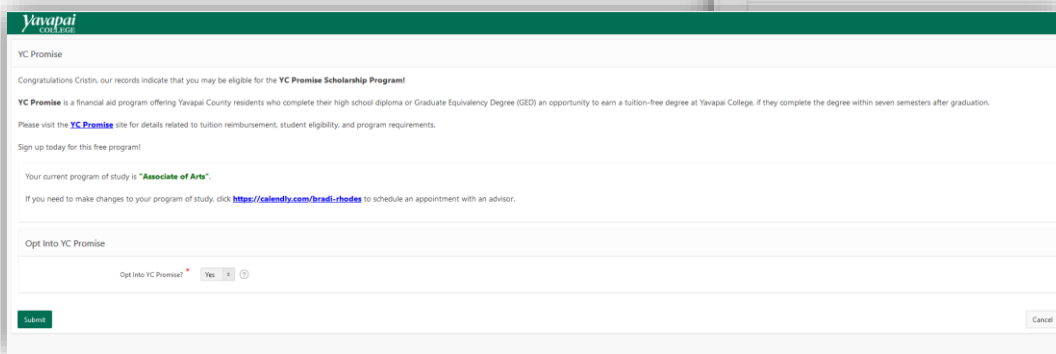 Yavapai
COLLEGE
YC Promise
Congratulations Cristin, our records indicate that you may be eligible for the YC Promise Scholarship Program!
YC Promise is a financial aid program offering Yavapai County residents who complete their high school diploma or Graduate Equivalency Degree (GED) an opportunity to earn a tuition-free degree at Yavapai College, if they complete the degree within seven semesters after graduation.
Please visit the YC Promise site for details related to tuition reimbursement, student eligibility, and program requirements.
Sign up today for this free program!
Your current program of study is "Associate of Arts".
If you need to make changes to your program of study, click https://calendly.com/bradi-rhodes to schedule an appointment with an advisor.
Opt Into YC Promise
Opt Into YC Promise? * Yes ?
Submit Cancel